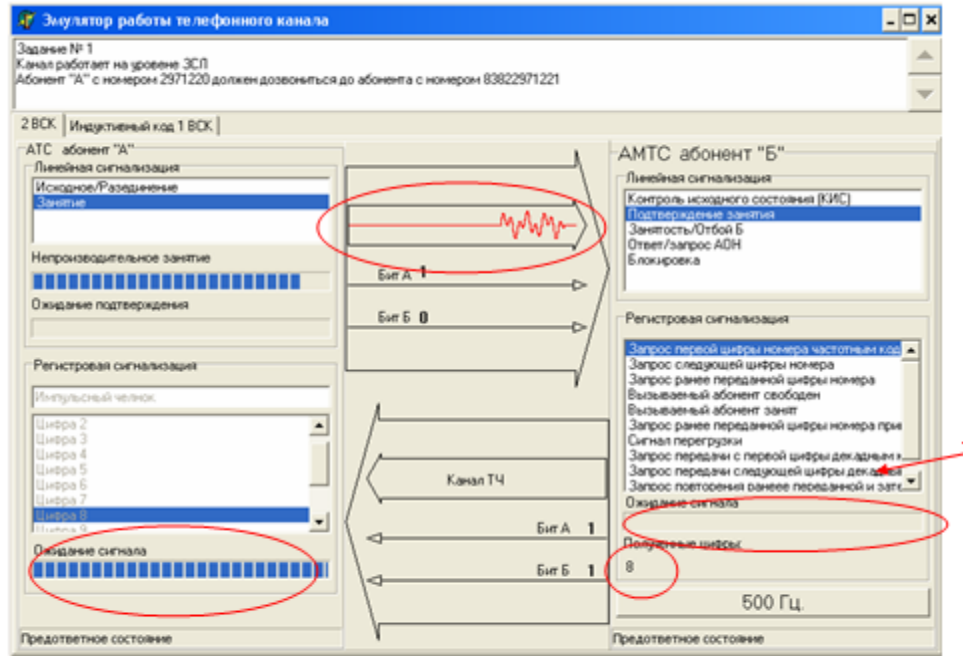 Эмулятор работы телефонного канала
Задание № 1
Канал работает на уровене ЗСЛ
Абонент "А" с номером 2971220 должен дозвониться до абонента с номером 83822971221
2 ВСК
Индуктивный код 1 ВСК
АТС абонент "А"
Линейная сигнализация
Исходное/Разединение
Занятие
Непроизводительное занятие
Ожидание подтверждения
Регистровая сигнализация
Импульсный челнок
Цифра 2
Цифра 3
Цифра 4
Цифра 5
Цифра 6
Цифра 7
Цифра 8
Цифра 9
Ожидание сигнала
Предответное состояние
Бит А 1
Бит Б 0
Канал ТЧ
Бит А 1
Бит Б 1
АМТС абонент "Б"
Линейная сигнализация
Контроль исходного состояния (КИС)
Подтверждение занятия
Занятость/Отбой Б
Ответ/запрос АОН
Блокировка
Регистровая сигнализация
Запрос первой цифры номера частотным код
Запрос следующей цифры номера
Запрос ранее переданной цифры номера
Вызываемый абонент свободен
Вызываемый абонент занят
Запрос ранее переданной цифры номера при
Сигнал перегрузки
Запрос передачи с первой цифры декадным
Запрос передачи следующей цифры
Запрос повторения ранеее переданной и зате
Ожидание сигнала
Полученные цифры:
8
500 Гц.
Предответное состояние